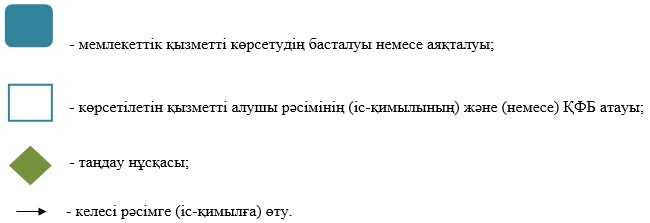 - мемлекеттік қызметті көрсетудің басталуы немесе аяқталуы;
- көрсетілетін қызметті алушы рәсімінің (іс-қимылының) және (немесе) ҚФБ атауы;
- таңдау нұсқасы;
- келесі рәсімге (іс-қимылға) өту.